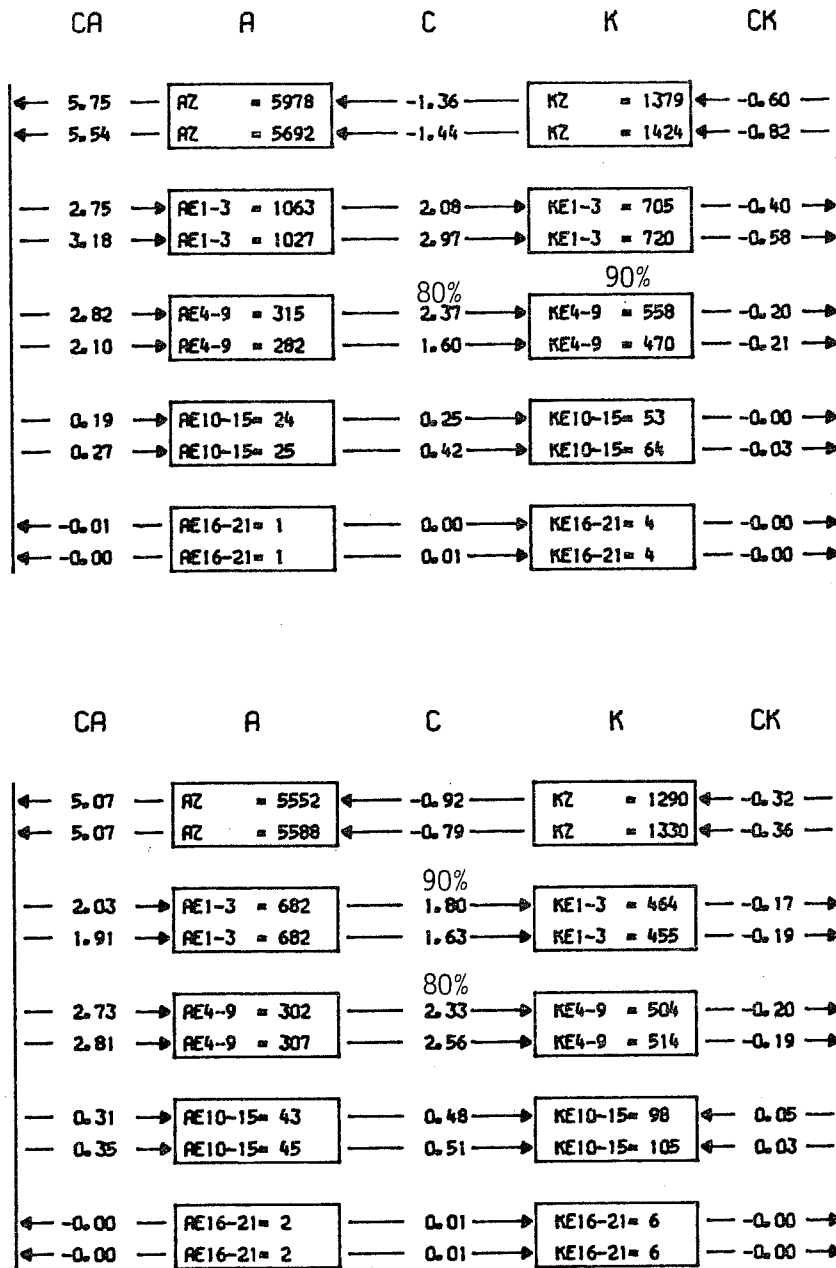 CA A C K CK
5.75 AZ = 5978 -1.36 KZ = 1379 -0.60
5.54 AZ = 5692 -1.44 KZ = 1424 -0.82
2.75 AE1-3 = 1063 2.08 KE1-3 = 705 -0.40
3.18 AE1-3 = 1027 2.97 KE1-3 = 720 -0.58
80% 90%
2.82 AE4-9 = 315 2.37 KE4-9 = 558 -0.20
2.10 AE4-9 = 282 1.60 KE4-9 = 470 -0.21
0.19 AE10-15= 24 0.25 KE10-15= 53 -0.00
0.27 AE10-15= 25 0.42 KE10-15= 64 -0.03
-0.01 AE16-21= 1 0.00 KE16-21= 4 -0.00
-0.00 AE16-21= 1 0.01 KE16-21= 4 -0.00
CA A C K CK
5.07 AZ = 5552 -0.92 KZ = 1290 -0.32
5.07 AZ = 5588 -0.79 KZ = 1330 -0.36
90%
2.03 AE1-3 = 682 1.80 KE1-3 = 464 -0.17
1.91 AE1-3 = 682 1.63 KE1-3 = 455 -0.19
80%
2.73 AE4-9 = 302 2.33 KE4-9 = 504 -0.20
2.81 AE4-9 = 307 2.56 KE4-9 = 514 -0.19
0.31 AE10-15= 43 0.48 KE10-15= 98 0.05
0.35 AE10-15= 45 0.51 KE10-15= 105 0.03
-0.00 AE16-21= 2 0.01 KE16-21= 6 -0.00
-0.00 AE16-21= 2 0.01 KE16-21= 6 -0.00